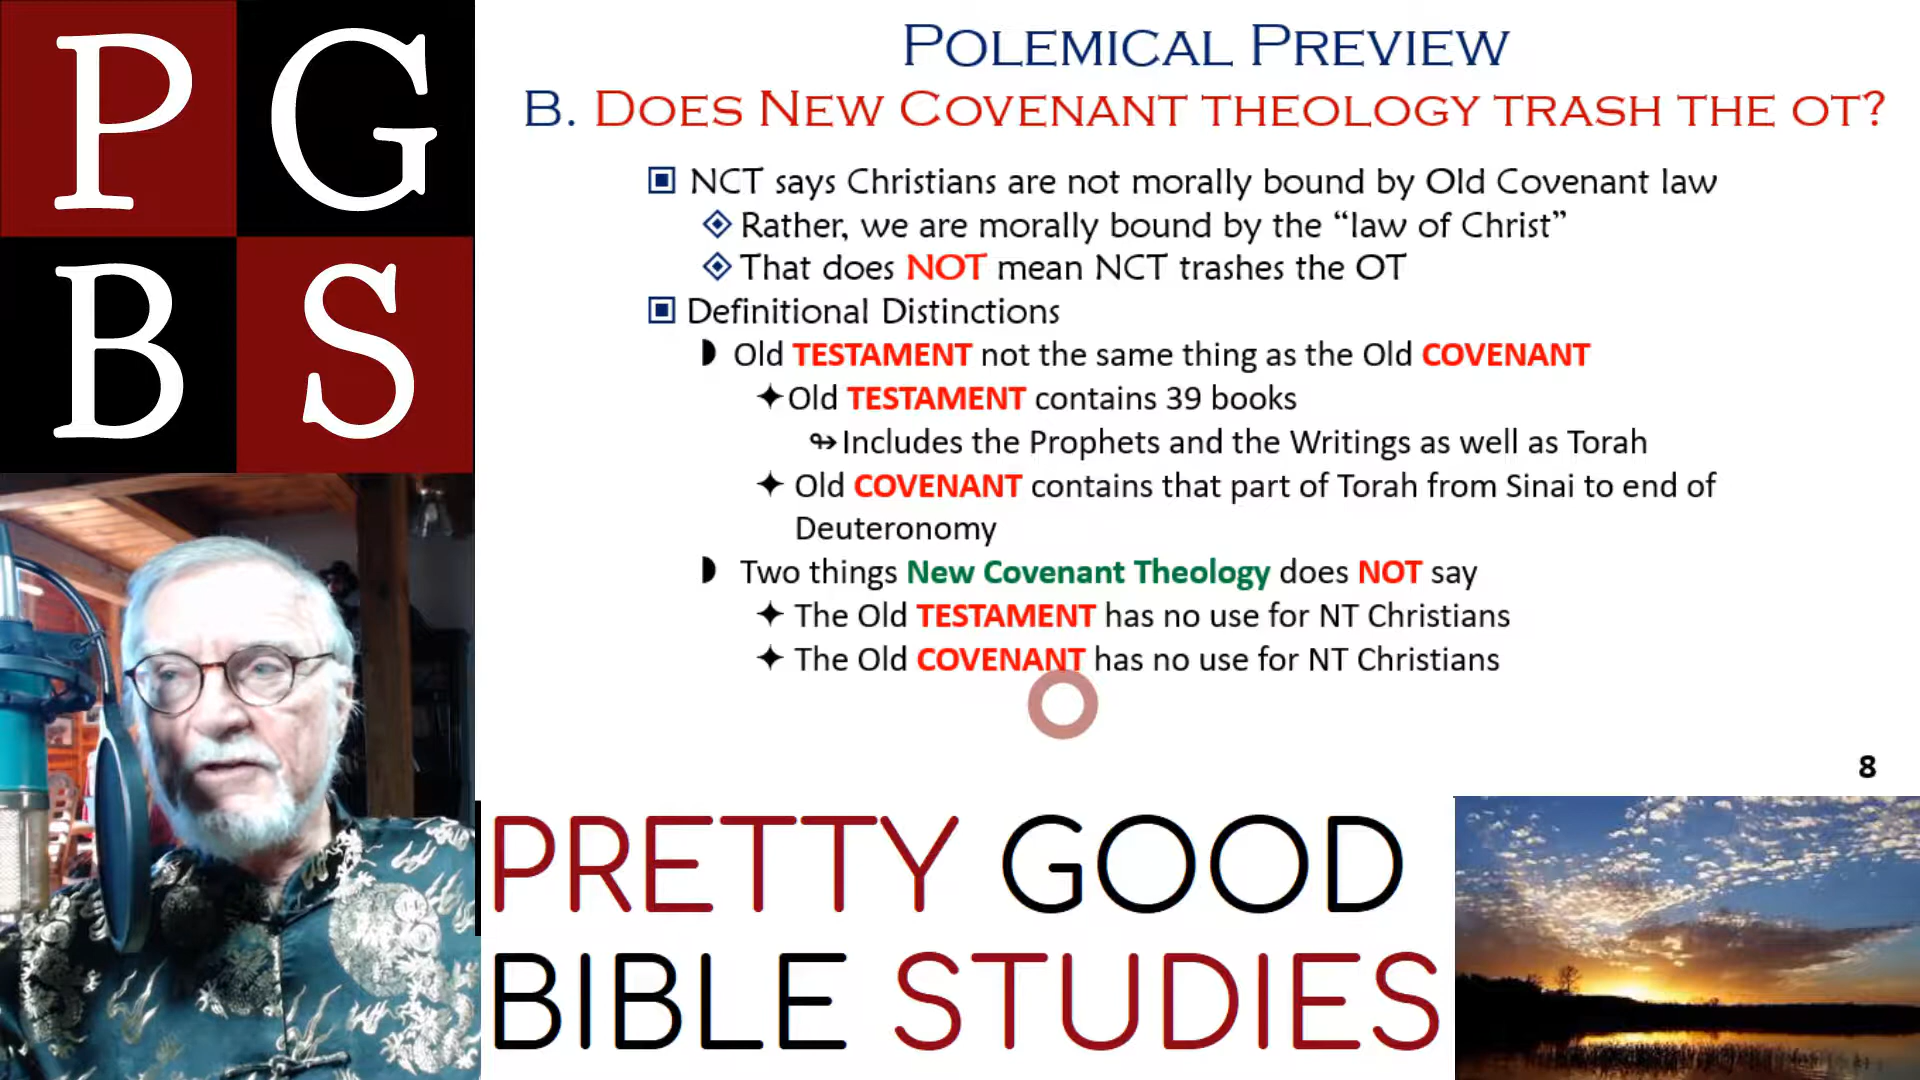 P G
B S
POLEMICAL PREVIEW
B. DOES NEW COVENANT THEOLOGY TRASH THE OT?
NCT says Christians are not morally bound by Old Covenant law
Rather, we are morally bound by the “law of Christ”
That does NOT mean NCT trashes the OT
Definitional Distinctions
Old TESTAMENT not the same thing as the Old COVENANT
Old TESTAMENT contains 39 books
Includes the Prophets and the Writings as well as Torah
Old COVENANT contains that part of Torah from Sinai to end of
Deuteronomy
Two things New Covenant Theology does NOT say
The Old TESTAMENT has no use for NT Christians
The Old COVENANT has no use for NT Christians
8
PRETTY GOOD
BIBLE STUDIES